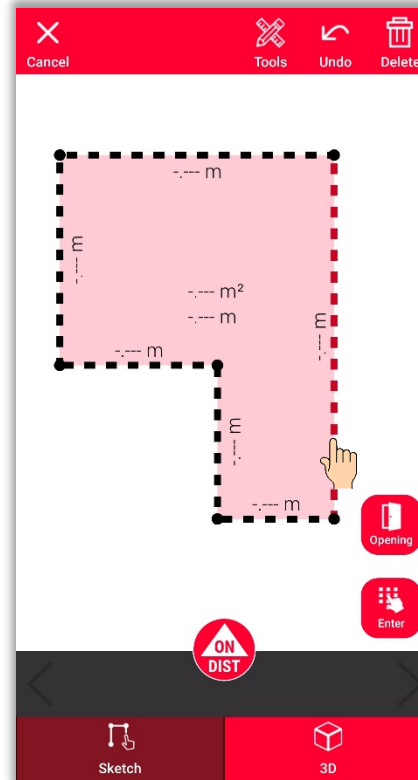 Cancel
Tools
Undo
Delete
-.--- m
-.--- m
-.--- m²
-.--- m
-.--- m
-.--- m
-.--- m
-.--- m
Opening
Enter
ON
DIST
Sketch
3D